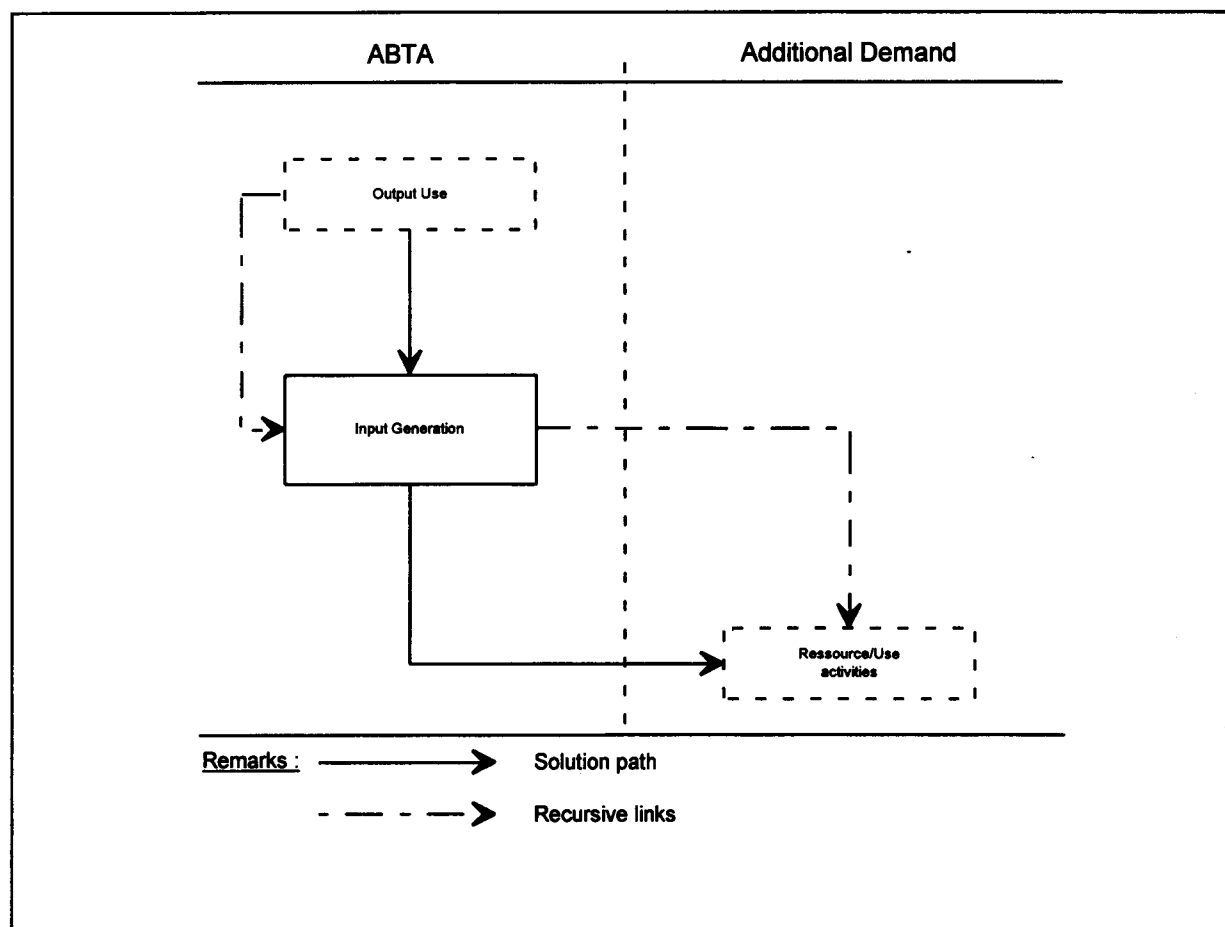 ABTA
Additional Demand
Output Use
Input Generation
Ressource/Use
activities
Remarks :
Solution path
Recursive links